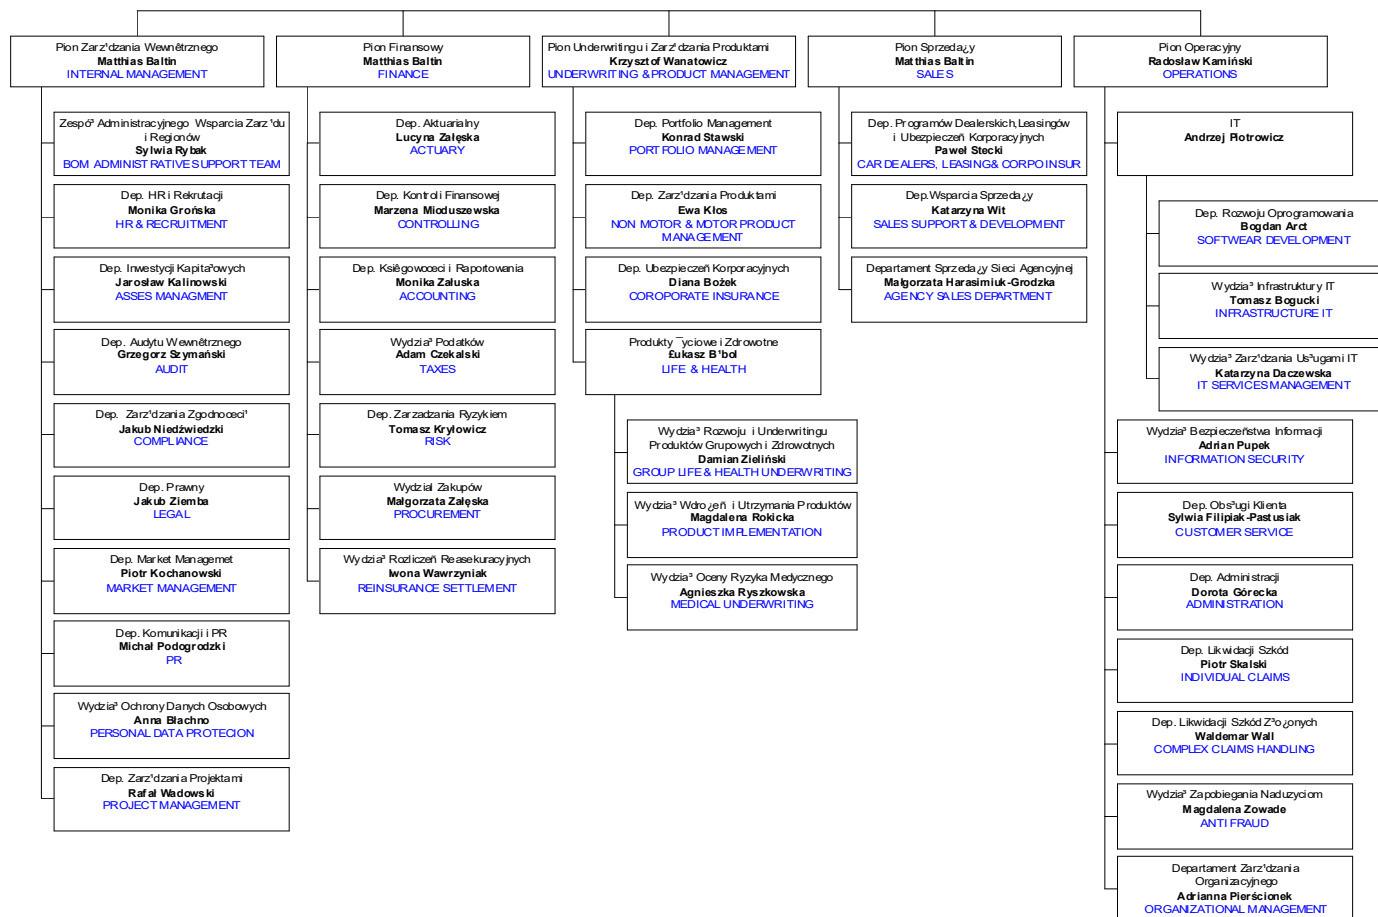 Pion Zarz¹dzania Wewnêtrznego
Matthias Baltin
INTERNAL MANAGEMENT
Zespó³ Administracyjnego Wsparcia Zarz¹du
i Regionów
Sylwia Rybak
BOM ADMINISTRATIVE SUPPORT TEAM
Dep. HR i Rekrutacji
Monika Grońska
HR & RECRUITMENT
Dep. Inwestycji Kapita³owych
Jarosław Kalinowski
ASSES MANAGMENT
Dep. Audytu Wewnêtrznego
Grzegorz Szymański
AUDIT
Dep. Zarz¹dzania Zgodnoœci¹
Jakub Niedźwiedzki
COMPLIANCE
Dep. Prawny
Jakub Ziemba
LEGAL
Dep. Market Managemet
Piotr Kochanowski
MARKET MANAGEMENT
Dep. Komunikacji i PR
Michał Podogrodzki
PR
Wydzia³ Ochrony Danych Osobowych
Anna Błachno
PERSONAL DATA PROTECION
Dep. Zarz¹dzania Projektami
Rafał Wadowski
PROJECT MANAGEMENT
Pion Finansowy
Matthias Baltin
FINANCE
Dep. Aktuarialny
Lucyna Załęska
ACTUARY
Dep. Kontroli Finansowej
Marzena Mioduszewska
CONTROLLING
Dep. Ksiêgowoœci i Raportowania
Monika Załuska
ACCOUNTING
Wydzia³ Podatków
Adam Czekalski
TAXES
Dep. Zarzadzania Ryzykiem
Tomasz Kryłowicz
RISK
Wydzial Zakupów
Małgorzata Załęska
PROCUREMENT
Wydzia³ Rozliczeń Reasekuracyjnych
Iwona Wawrzyniak
REINSURANCE SETTLEMENT
Pion Underwritingu i Zarz¹dzania Produktami
Krzysztof Wanatowicz
UNDERWRITING & PRODUCT MANAGEMENT
Dep. Portfolio Management
Konrad Stawski
PORTFOLIO MANAGEMENT
Dep. Zarz¹dzania Produktami
Ewa Kłos
NON MOTOR & MOTOR PRODUCT
MANAGEMENT
Dep. Ubezpieczeń Korporacyjnych
Diana Bożek
COROPORATE INSURANCE
Produkty ¯yciowe i Zdrowotne
£ukasz B¹bol
LIFE & HEALTH
Wydzia³ Rozwoju i Underwritingu
Produktów Grupowych i Zdrowotnych
Damian Zieliński
GROUP LIFE & HEALTH UNDERWRITING
Wydzia³ Wdro¿eñ i Utrzymania Produktów
Magdalena Rokicka
PRODUCT IMPLEMENTATION
Wydzia³ Oceny Ryzyka Medycznego
Agnieszka Ryszkowska
MEDICAL UNDERWRITING
Pion Sprzeda¿y
Matthias Baltin
SALES
Dep. Programów Dealerskich,Leasingów
i Ubezpieczeń Korporacyjnych
Paweł Stecki
CAR DEALERS, LEASING & CORPO INSUR
Dep.Wsparcia Sprzeda¿y
Katarzyna Wit
SALES SUPPORT & DEVELOPMENT
Departament Sprzeda¿y Sieci Agencyjnej
Małgorzata Harasimiuk-Grodzka
AGENCY SALES DEPARTMENT
Pion Operacyjny
Radosław Kamiński
OPERATIONS
IT
Andrzej Piotrowicz
Dep. Rozwoju Oprogramowania
Bogdan Arct
SOFTWEAR DEVELOPMENT
Wydzia³ Infrastruktury IT
Tomasz Bogucki
INFRASTRUCTURE IT
Wydzia³ Zarz¹dzania Us³ugami IT
Katarzyna Daczewska
IT SERVICES MANAGEMENT
Wydzia³ Bezpieczeństwa Informacji
Adrian Pupek
INFORMATION SECURITY
Dep. Obs³ugi Klienta
Sylwia Filipiak-Pastusiak
CUSTOMER SERVICE
Dep. Administracji
Dorota Górecka
ADMINISTRATION
Dep. Likwidacji Szkód
Piotr Skalski
INDIVIDUAL CLAIMS
Dep. Likwidacji Szkód Z³o¿onych
Waldemar Wall
COMPLEX CLAIMS HANDLING
Wydzia³ Zapobiegania Naduzyciom
Magdalena Zowade
ANTI FRAUD
Departament Zarz¹dzania
Organizacyjnego
Adrianna Pierścionek
ORGANIZATIONAL MANAGEMENT